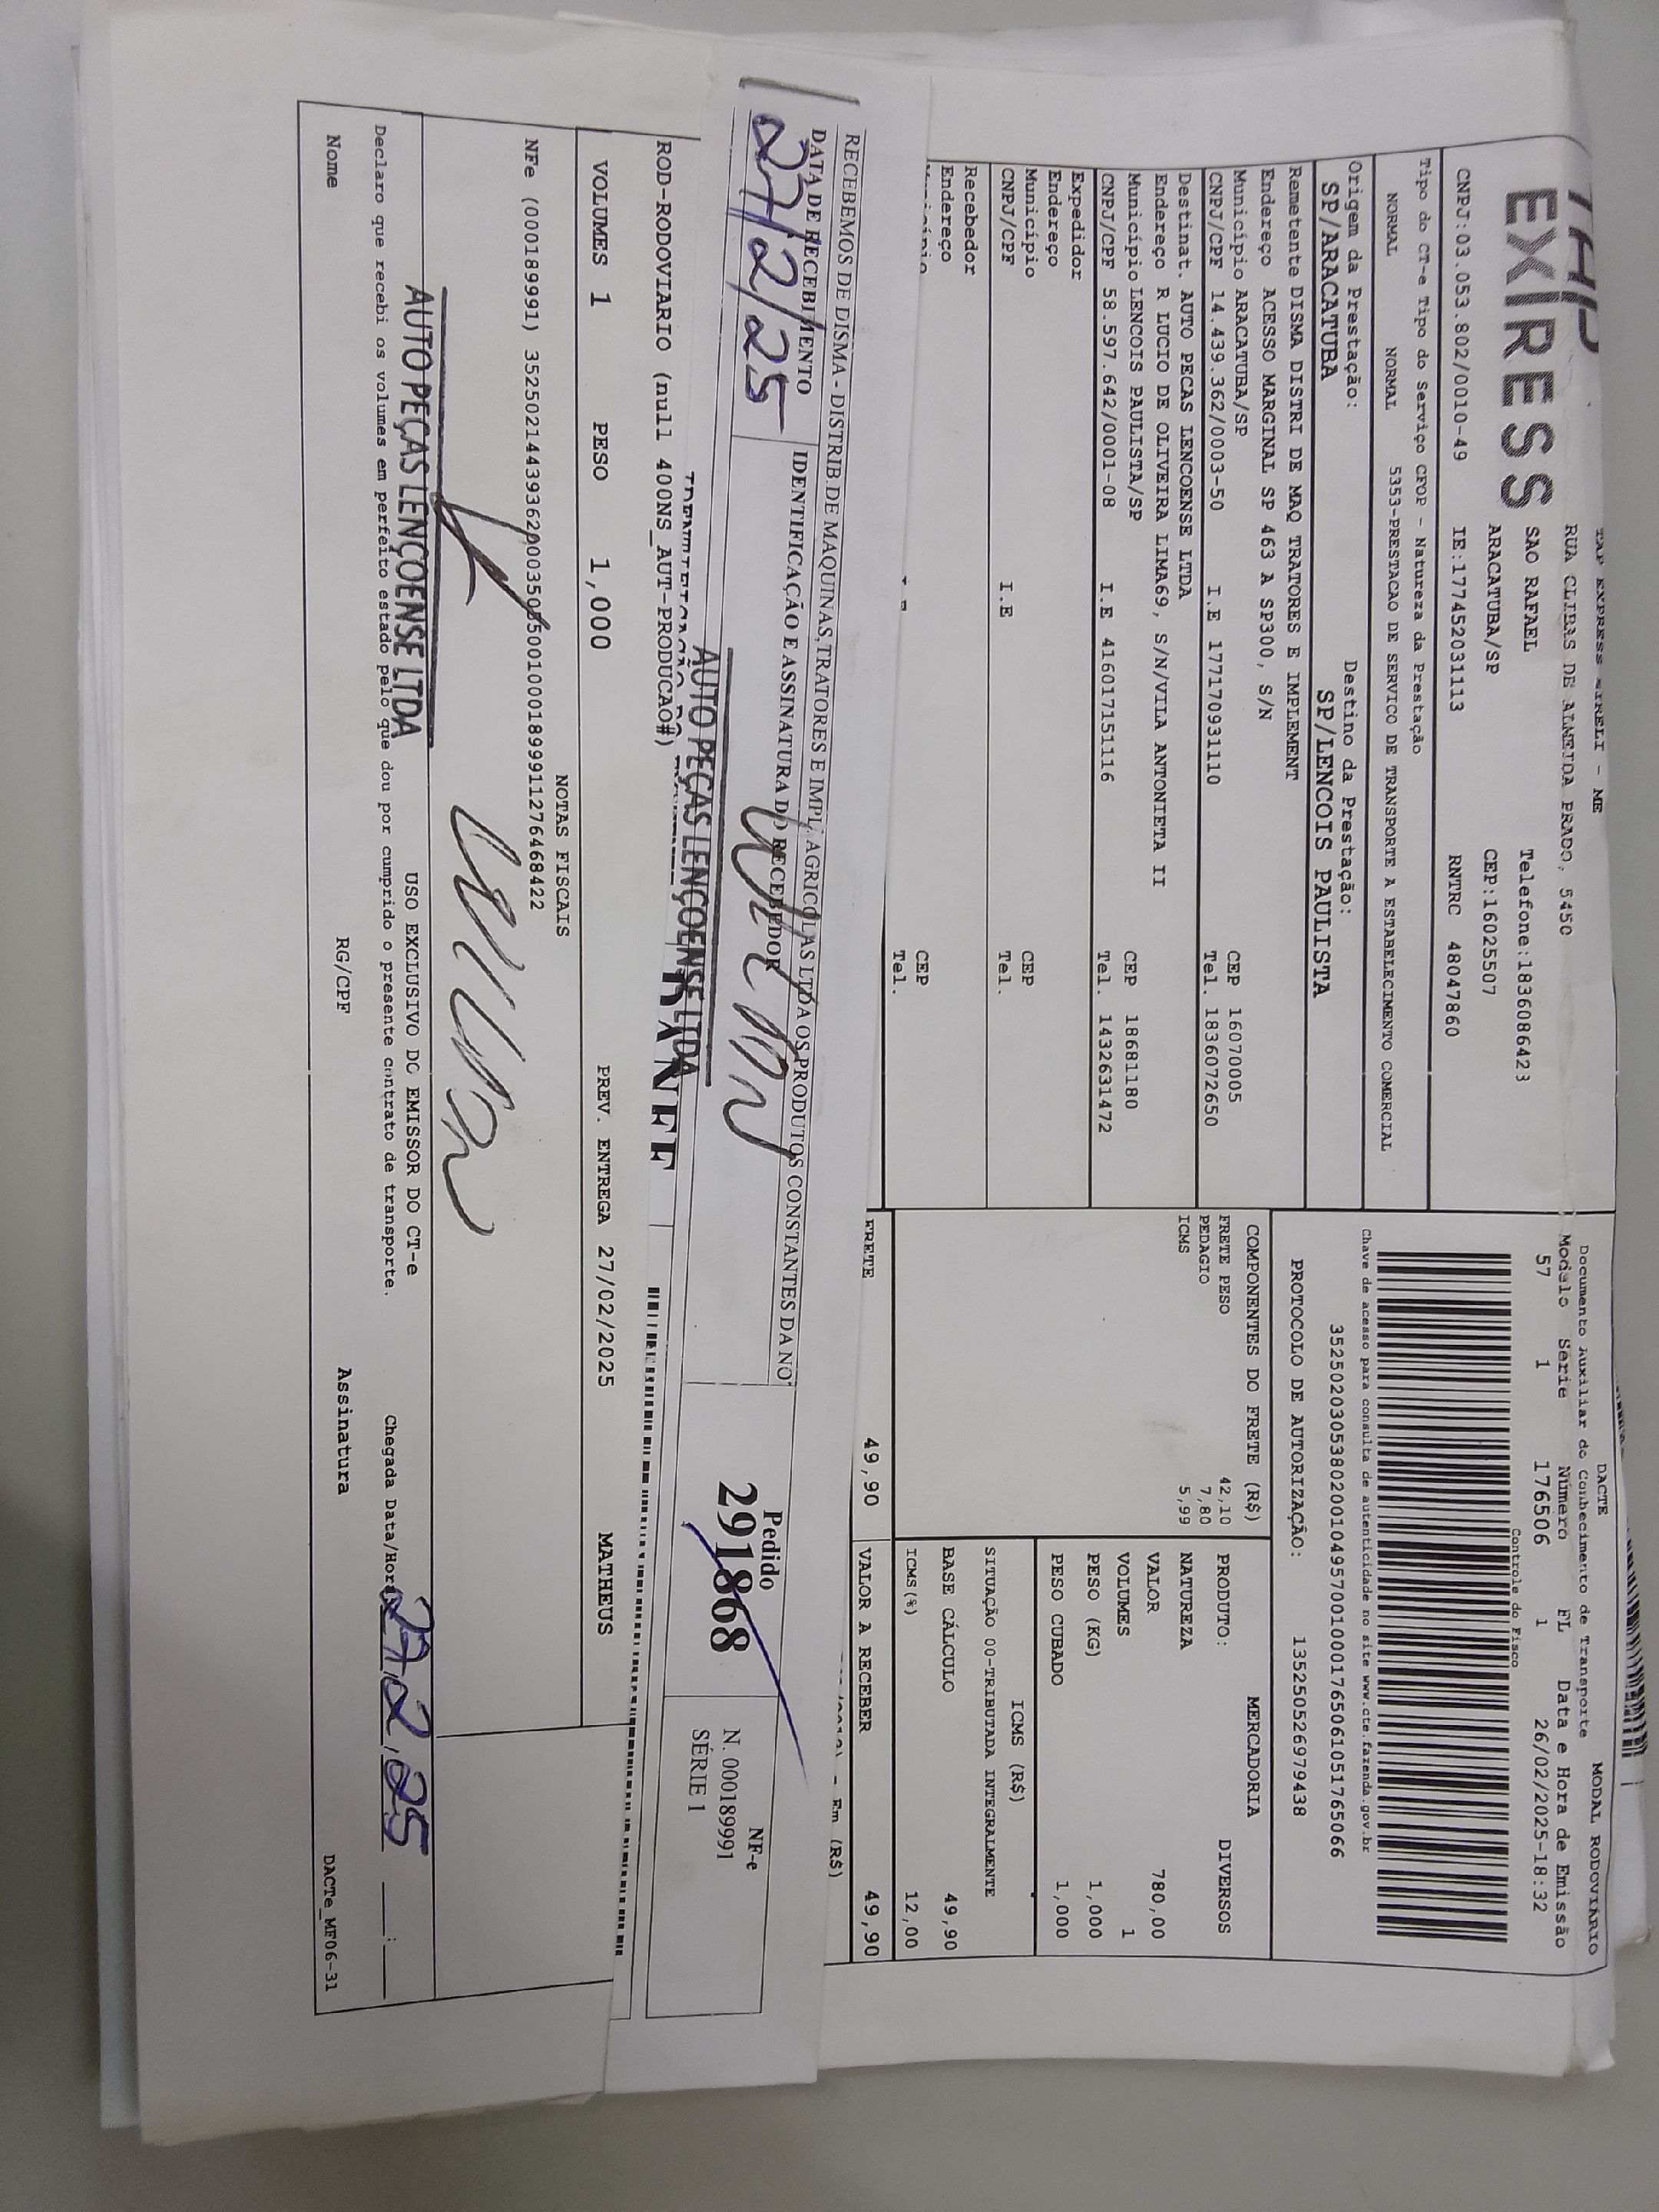 EXPRESS
TAP EXPRESS EIRELI - ME
RUA CLIBAS DE ALMEIDA PRADO, 5450
SAO RAFAEL Telefone:1836086423
ARACATUBA/SP CEP:16025507
CNPJ:03.053.802/0010-49 IE:177452031113 RNTRC 48047860
Tipo do CT-e Tipo do Serviço CFOP - Natureza da Prestação
NORMAL NORMAL 5353-PRESTACAO DE SERVICO DE TRANSPORTE A ESTABELECIMENTO COMERCIAL
Origem da Prestação: Destino da Prestação:
SP/ARACATUBA SP/LENCOIS PAULISTA
DACTE MODAL RODOVIÁRIO
Documento Auxiliar do Conhecimento de Transporte
Modelo Serie Número FL Data e Hora de Emissão
57 1 176506 1 26/02/2025-18:32
Controle do Fisco
Chave de acesso para consulta de autenticidade no site www.cte.fazenda.gov.br
35250203053802001049570010001765061051765066
PROTOCOLO DE AUTORIZAÇÃO: 135250526979438
Remetente DISMA DISTRI DE MAQ TRATORES E IMPLEMENT
Endereço ACESSO MARGINAL SP 463 A SP300, S/N
Município ARACATUBA/SP CEP 16070005
CNPJ/CPF 14.439.362/0003-50 I.E 177170931110 Tel. 1836072650
Destinat. AUTO PECAS LENCOENSE LTDA
Endereço R LUCIO DE OLIVEIRA LIMA69, S/N/VILA ANTONIETA II
Município LENCOIS PAULISTA/SP CEP 18681180
CNPJ/CPF 58.597.642/0001-08 I.E 416017151116 Tel. 1432631472
Expedidor
Endereço
Município CEP
CNPJ/CPF I.E Tel.
Recebedor
Endereço
Município CEP
Tel.
COMPONENTES DO FRETE (R$)
FRETE PESO 42,10
PEDAGIO 7,80
ICMS 5,99
MERCADORIA
PRODUTO: DIVERSOS
NATUREZA
VALOR 780,00
VOLUMES 1
PESO (KG) 1,000
PESO CUBADO 1,000
ICMS (R$)
SITUAÇÃO 00-TRIBUTADA INTEGRALMENTE
BASE CÁLCULO 49,90
ICMS(%) 12,00
FRETE 49,90 VALOR A RECEBER 49,90
Em (R$)
RECEBEMOS DE DISMA - DISTRIB DE MAQUINAS,TRATORES E IMPL. AGRICOLAS LTDA OS PRODUTOS CONSTANTES DA NO
DATA DE RECEBIMENTO IDENTIFICAÇÃO E ASSINATURA DO RECEBEDOR
27/2/25
AUTO PEÇAS LENÇOENSE LTDA
Pedido
291868
NF-e
N. 000189991
SÉRIE 1
ROD-RODOVIARIO (null 400NS_AUT-PRODUCAO#)
VOLUMES 1 PESO 1,000 PREV. ENTREGA 27/02/2025 MATHEUS
NOTAS FISCAIS
NFe (000189991) 35250214439362000350550010001899911276468422
AUTO PEÇAS LENÇOENSE LTDA
USO EXCLUSIVO DO EMISSOR DO CT-e
Declaro que recebi os volumes em perfeito estado pelo que dou por cumprido o presente contrato de transporte. Chegada Data/Hora 27/2/25 __:__
Nome RG/CPF Assinatura DACTe_MF06-31